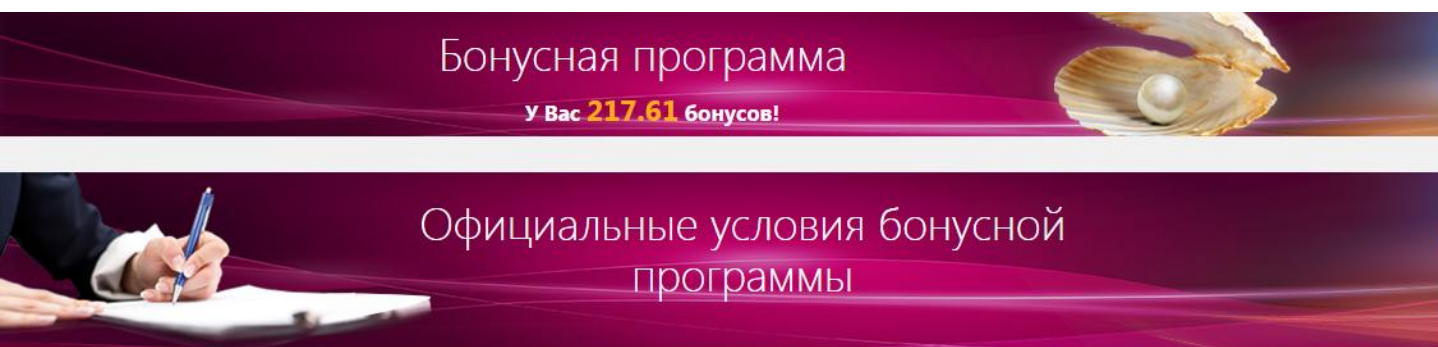 Бонусная программа
У Вас 217.61 бонусов!
Официальные условия бонусной
программы